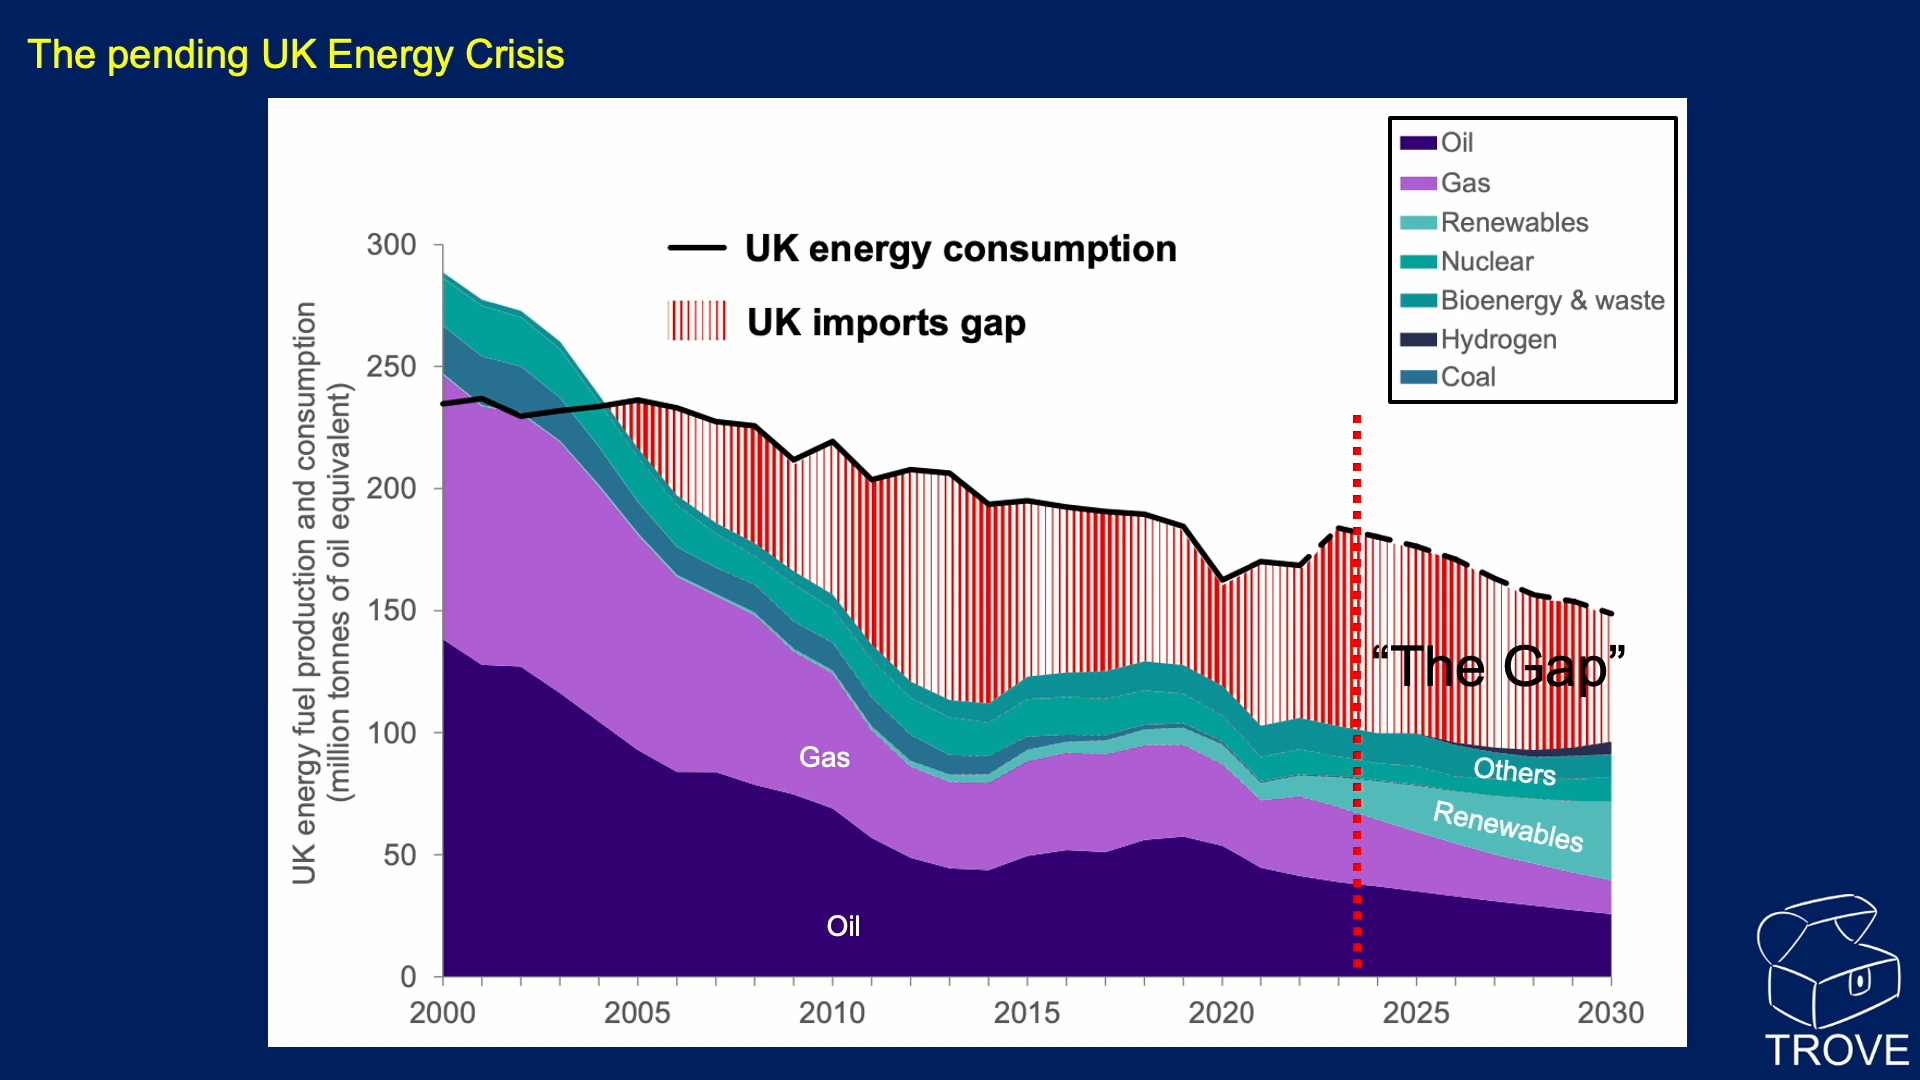 The pending UK Energy Crisis
Oil
Gas
Renewables
Nuclear
Bioenergy & waste
Hydrogen
Coal
UK energy consumption
UK imports gap
UK energy fuel production and consumption
(million tonnes of oil equivalent)
300
250
200
150
100
50
0
"The Gap"
Gas
Others
Renewables
Oil
2000
2005
2010
2015
2020
2025
2030
TROVE